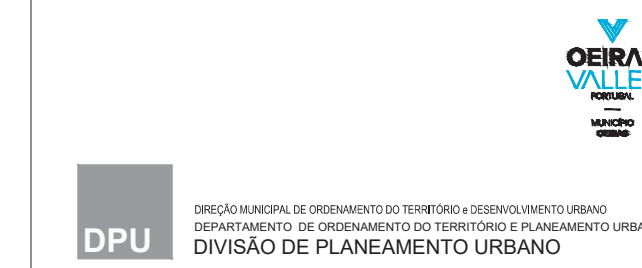 OEIRA
VALLE
PORTUGAL
MUNICÍPIO
OEIRAS
DPU
DIREÇÃO MUNICIPAL DE ORDENAMENTO DO TERRITÓRIO e DESENVOLVIMENTO URBANO
DEPARTAMENTO DE ORDENAMENTO DO TERRITÓRIO E PLANEAMENTO URBA
DIVISÃO DE PLANEAMENTO URBANO